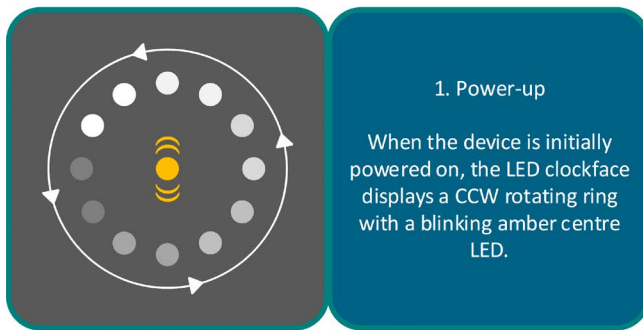 1. Power-up
When the device is initially
powered on, the LED clockface
displays a CCW rotating ring
with a blinking amber centre
LED.